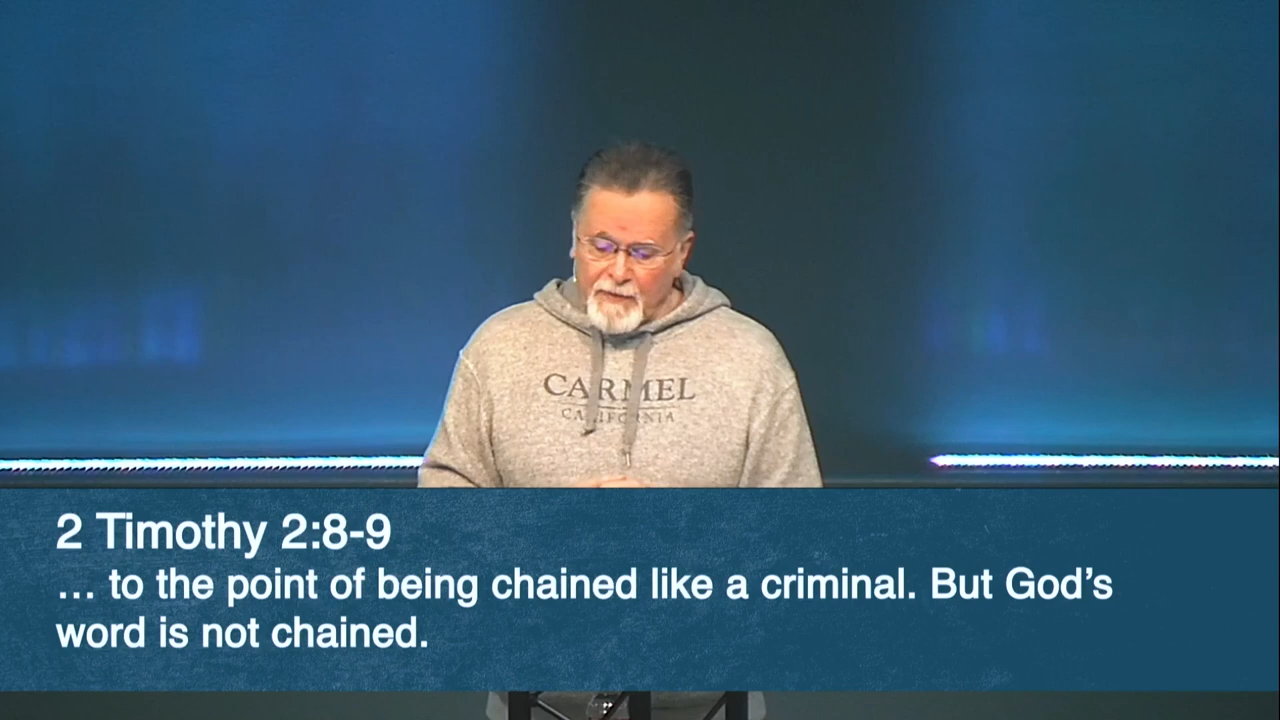 CARMEL
CALIFORNIA
2 Timothy 2:8-9
… to the point of being chained like a criminal. But God’s
word is not chained.